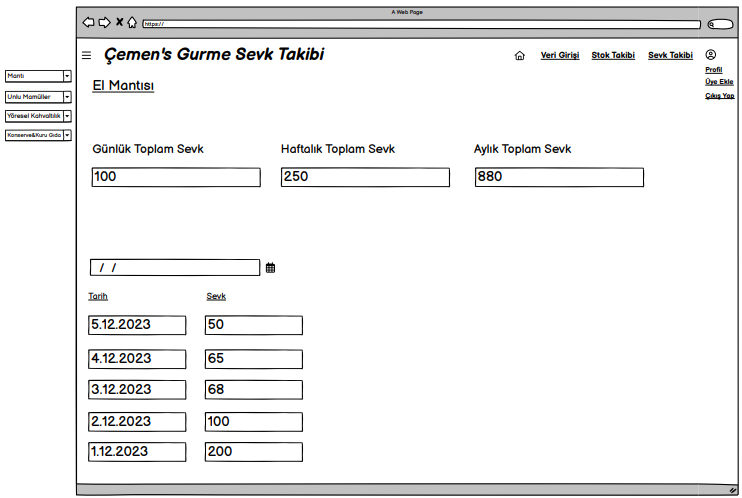 A Web Page
https://
Çemen's Gurme Sevk Takibi
Veri Girişi
Stok Takibi
Sevk Takibi
Profil
Üye Ekle
Çıkış Yap
Mantı
Unlu Mamüller
Yöresel Kahvaltılık
Konserve&Kuru Gıda
El Mantısı
Günlük Toplam Sevk
Haftalık Toplam Sevk
Aylık Toplam Sevk
100
250
880
/ /
Tarih
Sevk
5.12.2023
50
4.12.2023
65
3.12.2023
68
2.12.2023
100
1.12.2023
200